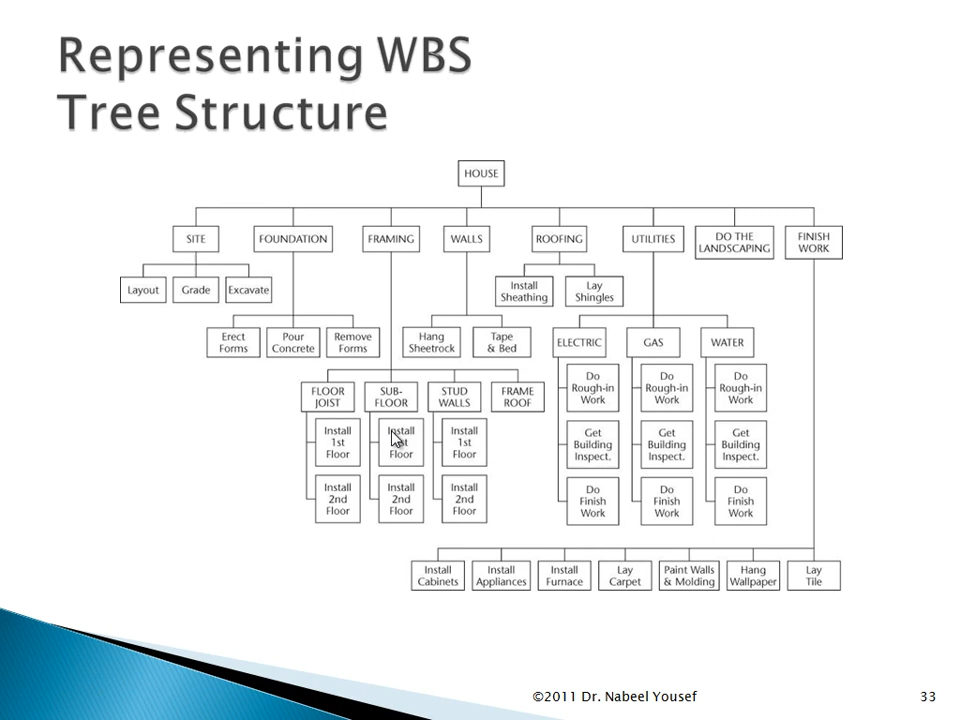 Representing WBS
Tree Structure
HOUSE
SITE
FOUNDATION
FRAMING
WALLS
ROOFING
UTILITIES
DO THE
LANDSCAPING
FINISH
WORK
Layout
Grade
Excavate
Install
Sheathing
Lay
Shingles
Erect
Forms
Pour
Concrete
Remove
Forms
Hang
Sheetrock
Tape
& Bed
ELECTRIC
GAS
WATER
FLOOR
JOIST
SUB-
FLOOR
STUD
WALLS
FRAME
ROOF
Do
Rough-in
Work
Do
Rough-in
Work
Do
Rough-in
Work
Install
1st
Floor
Install
1st
Floor
Install
1st
Floor
Get
Building
Inspect.
Get
Building
Inspect.
Get
Building
Inspect.
Install
2nd
Floor
Install
2nd
Floor
Install
2nd
Floor
Do
Finish
Work
Do
Finish
Work
Do
Finish
Work
Install
Cabinets
Install
Appliances
Install
Furnace
Lay
Carpet
Paint Walls
& Molding
Hang
Wallpaper
Lay
Tile
©2011 Dr. Nabeel Yousef
33